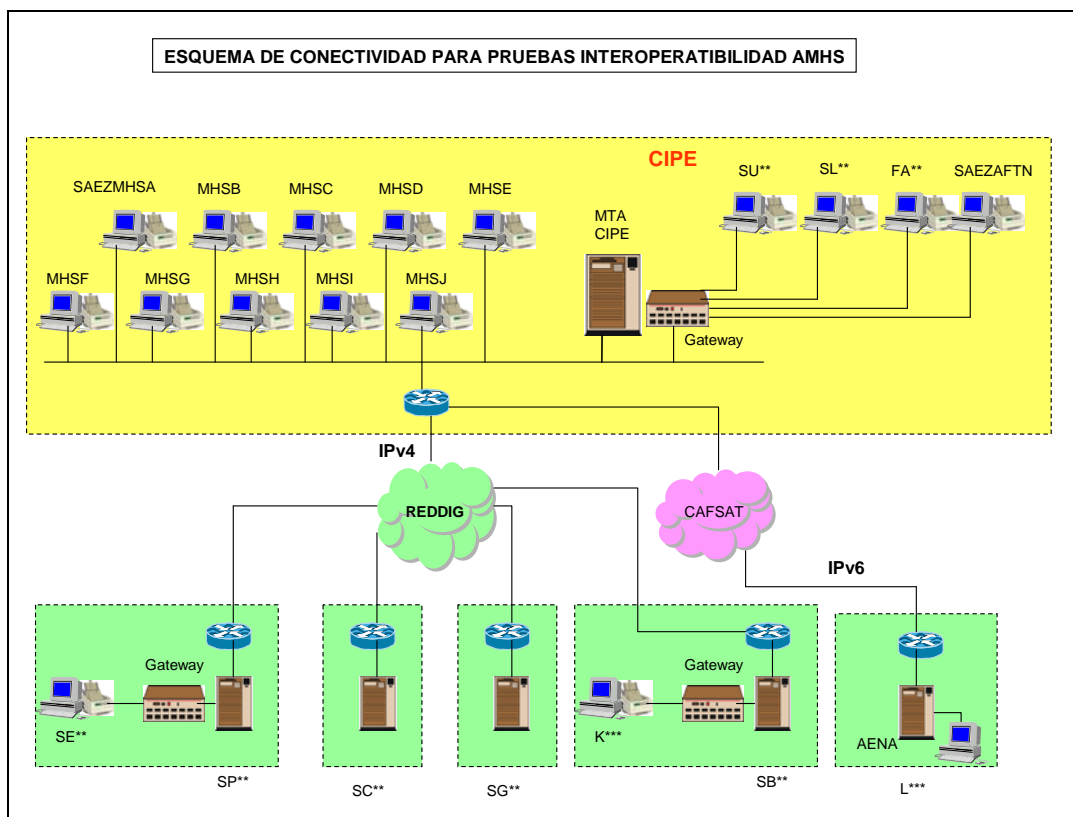 ESQUEMA DE CONECTIVIDAD PARA PRUEBAS INTEROPERATIBILIDAD AMHS
CIPE
SAEZMHSA
MHSB
MHSC
MHSD
MHSE
SU**
SL**
FA**
SAEZAFTN
MTA
CIPE
MHSF
MHSG
MHSH
MHSI
MHSJ
Gateway
IPv4
REDDIG
CAFSAT
IPv6
Gateway
SE**
SP**
SC**
SG**
Gateway
K***
SB**
AENA
L***